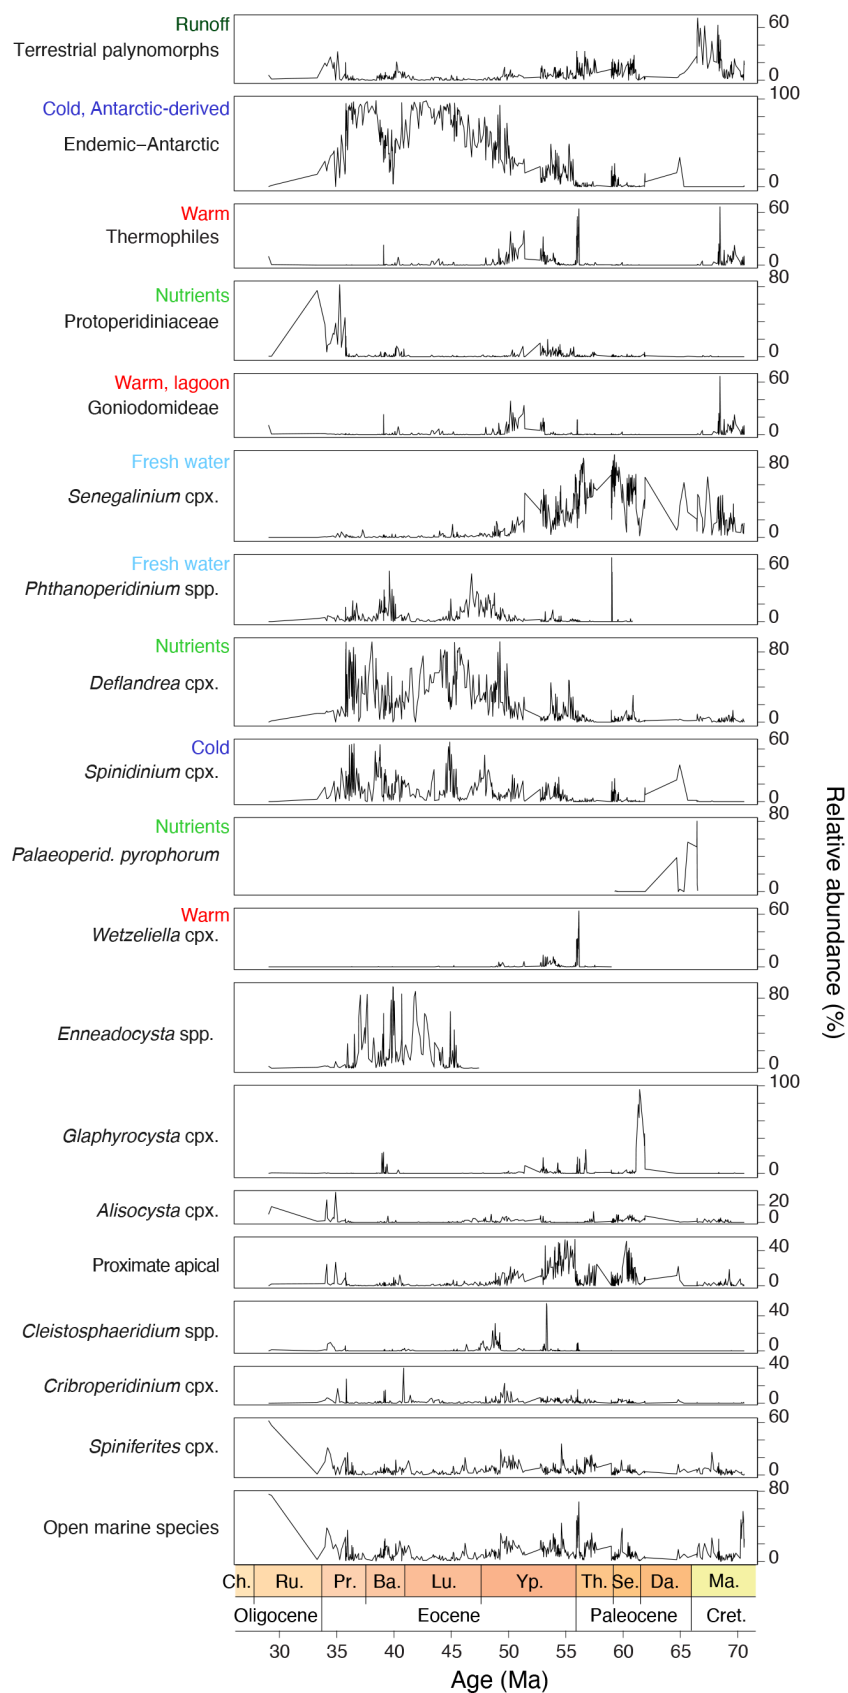 Runoff
Terrestrial palynomorphs
60
0
Cold, Antarctic-derived
Endemic–Antarctic
100
0
Warm
Thermophiles
60
0
Nutrients
Protoperidiniaceae
80
0
Warm, lagoon
Goniodomideae
60
0
Fresh water
Senegalinium cpx.
80
0
Fresh water
Phthanoperidinium spp.
60
0
Nutrients
Deflandrea cpx.
80
0
Cold
Spinidinium cpx.
60
0
Nutrients
Palaeoperid. pyrophorum
80
0
Warm
Wetzeliella cpx.
60
0
Enneadocysta spp.
80
0
Glaphyrocysta cpx.
100
0
Alisocysta cpx.
20
0
Proximate apical
40
0
Cleistosphaeridium spp.
40
0
Cribroperidinium cpx.
40
0
Spiniferites cpx.
60
0
Open marine species
80
0
Relative abundance (%)
Ch. Ru. Pr. Ba. Lu. Yp. Th. Se. Da. Ma.
Oligocene Eocene Paleocene Cret.
30 35 40 45 50 55 60 65 70
Age (Ma)